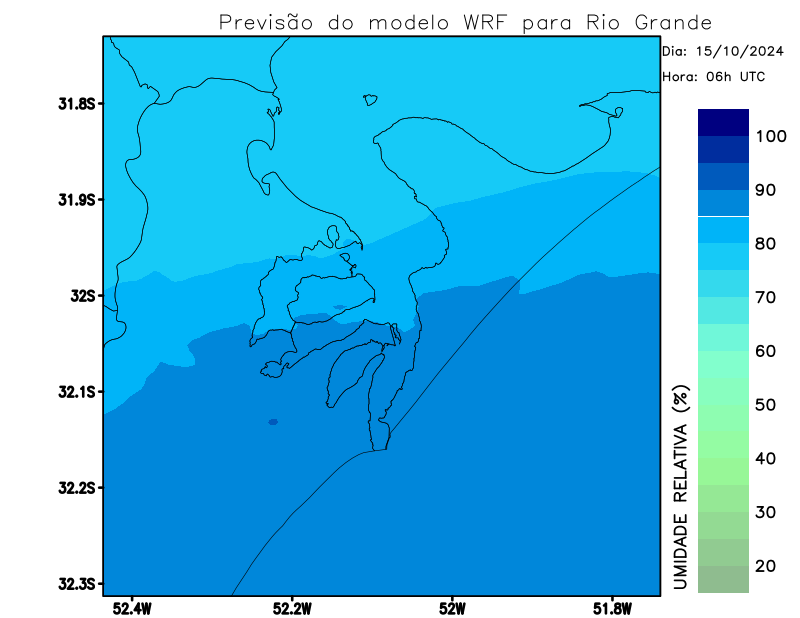 Previsão do modelo WRF para Rio Grande
Dia: 15/10/2024
Hora: 06h UTC
31.8S
31.9S
32S
32.1S
32.2S
32.3S
52.4W
52.2W
52W
51.8W
UMIDADE RELATIVA (%)
100
90
80
70
60
50
40
30
20